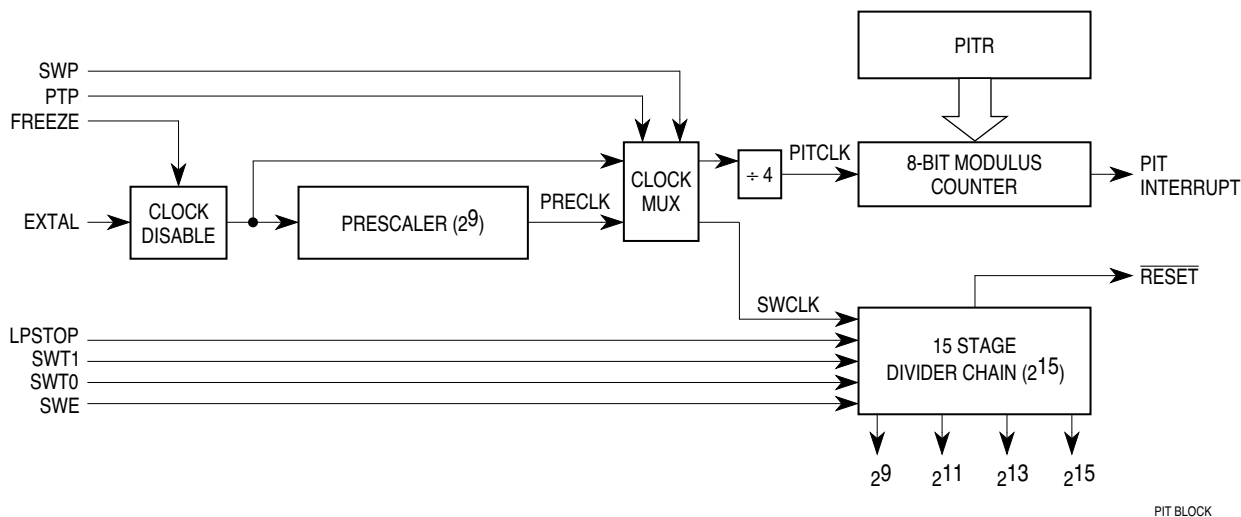 PITR
SWP
PTP
FREEZE
CLOCK
MUX
÷ 4
PITCLK
8-BIT MODULUS
COUNTER
PIT
INTERRUPT
EXTAL
CLOCK
DISABLE
PRESCALER (2⁹)
PRECLK
RESET
SWCLK
LPSTOP
SWT1
SWT0
SWE
15 STAGE
DIVIDER CHAIN (2¹⁵)
2⁹ 2¹¹ 2¹³ 2¹⁵
PIT BLOCK